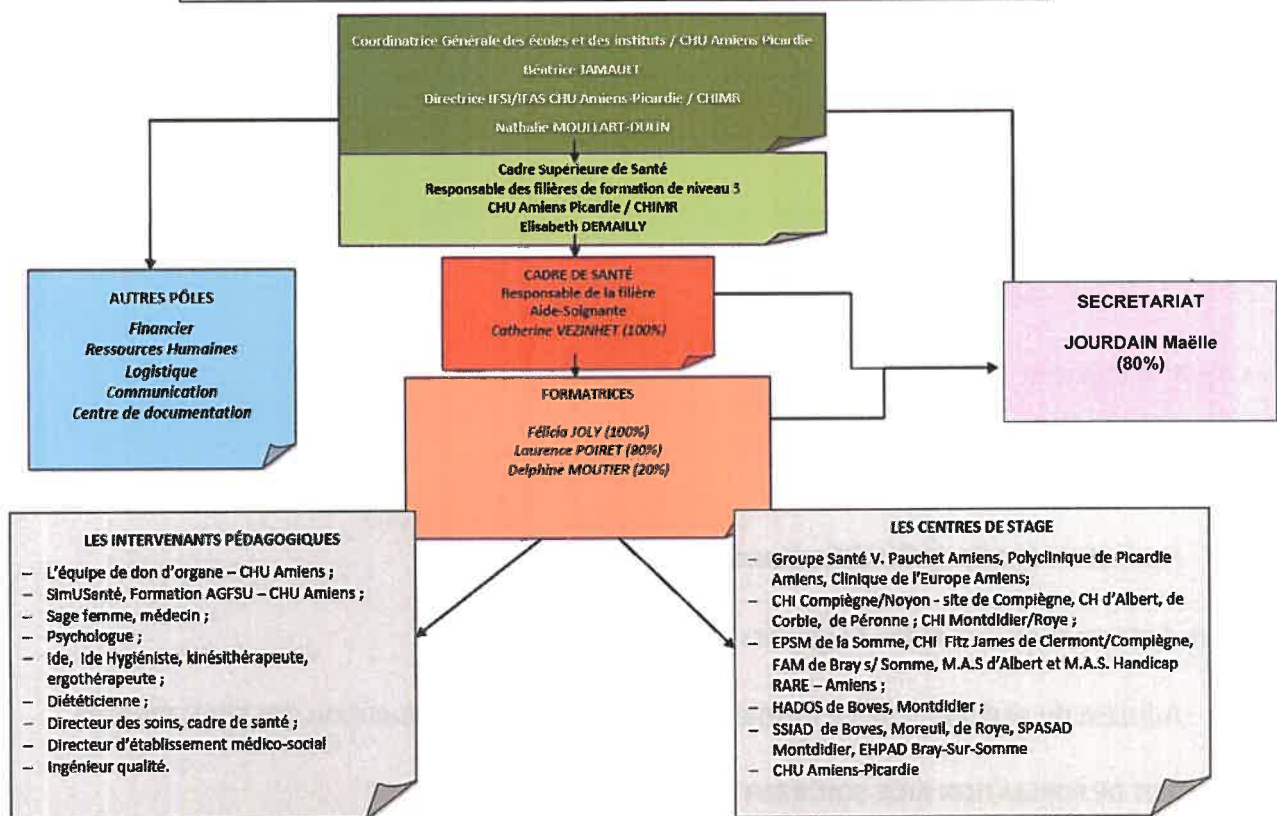 Coordinatrice Générale des écoles et des instituts / CHU Amiens Picardie
Béatrice JAMAULT
Directrice IFSI/IFAS CHU Amiens-Picardie / CHIMR
Nathalie MOULLART-DULIN
Cadre Supérieure de Santé
Responsable des filières de formation de niveau 3
CHU Amiens Picardie / CHIMR
Elisabeth DEMAILLY
CADRE DE SANTÉ
Responsable de la filière
Aide-Soignante
Catherine VEZINHET (100%)
AUTRES PÔLES
Financier
Ressources Humaines
Logistique
Communication
Centre de documentation
SECRETARIAT
JOURDAIN Maëlle
(80%)
FORMATRICES
Félicia JOLY (100%)
Laurence POIRET (80%)
Delphine MOUTIER (20%)
LES INTERVENANTS PÉDAGOGIQUES
– L'équipe de don d'organe – CHU Amiens ;
– SimUSanté, Formation AGFSU – CHU Amiens ;
– Sage femme, médecin ;
– Psychologue ;
– Ide, Ide Hygiéniste, kinésithérapeute,
ergothérapeute ;
– Diététicienne ;
– Directeur des soins, cadre de santé ;
– Directeur d'établissement médico-social
– Ingénieur qualité.
LES CENTRES DE STAGE
– Groupe Santé V. Pauchet Amiens, Polyclinique de Picardie
Amiens, Clinique de l'Europe Amiens;
– CHI Compiègne/Noyon - site de Compiègne, CH d'Albert, de
Corbie, de Péronne ; CHI Montdidier/Roye ;
– EPSM de la Somme, CHI Fitz James de Clermont/Compiègne,
FAM de Bray s/ Somme, M.A.S d'Albert et M.A.S. Handicap
RARE – Amiens ;
– HADOS de Boves, Montdidier ;
– SSIAD de Boves, Moreuil, de Roye, SPASAD
Montdidier, EHPAD Bray-Sur-Somme
– CHU Amiens-Picardie